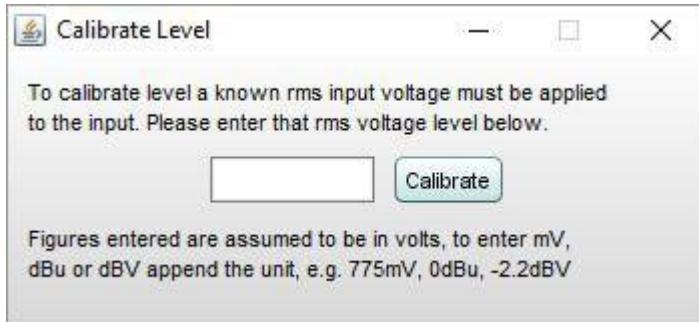 Calibrate Level
To calibrate level a known rms input voltage must be applied
to the input. Please enter that rms voltage level below.
Calibrate
Figures entered are assumed to be in volts, to enter mV,
dBu or dBV append the unit, e.g. 775mV, 0dBu, -2.2dBV